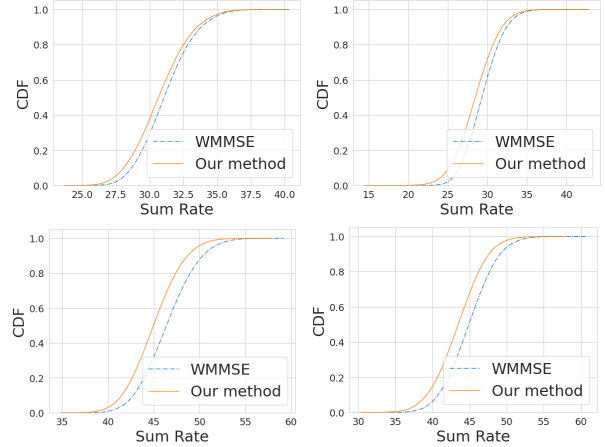 1.0
0.8
0.6
0.4
0.2
0.0
CDF
WMMSE
Our method
25.0 27.5 30.0 32.5 35.0 37.5 40.0
Sum Rate
1.0
0.8
0.6
0.4
0.2
0.0
CDF
WMMSE
Our method
15 20 25 30 35 40
Sum Rate
1.0
0.8
0.6
0.4
0.2
0.0
CDF
WMMSE
Our method
35 40 45 50 55 60
Sum Rate
1.0
0.8
0.6
0.4
0.2
0.0
CDF
WMMSE
Our method
30 35 40 45 50 55 60
Sum Rate